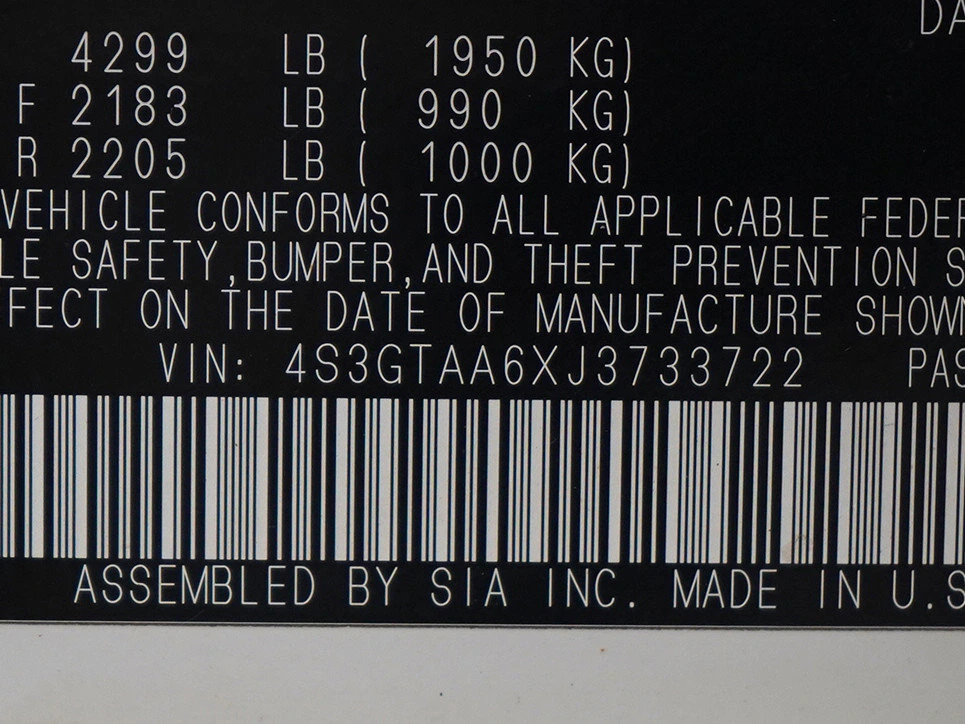 DA
4299 LB ( 1950 KG)
F 2183 LB ( 990 KG)
R 2205 LB ( 1000 KG)
VEHICLE CONFORMS TO ALL APPLICABLE FEDER
LE SAFETY,BUMPER,AND THEFT PREVENTION S
FFECT ON THE DATE OF MANUFACTURE SHOWN
VIN: 4S3GTAA6XJ3733722 PAS
ASSEMBLED BY SIA INC. MADE IN U.S